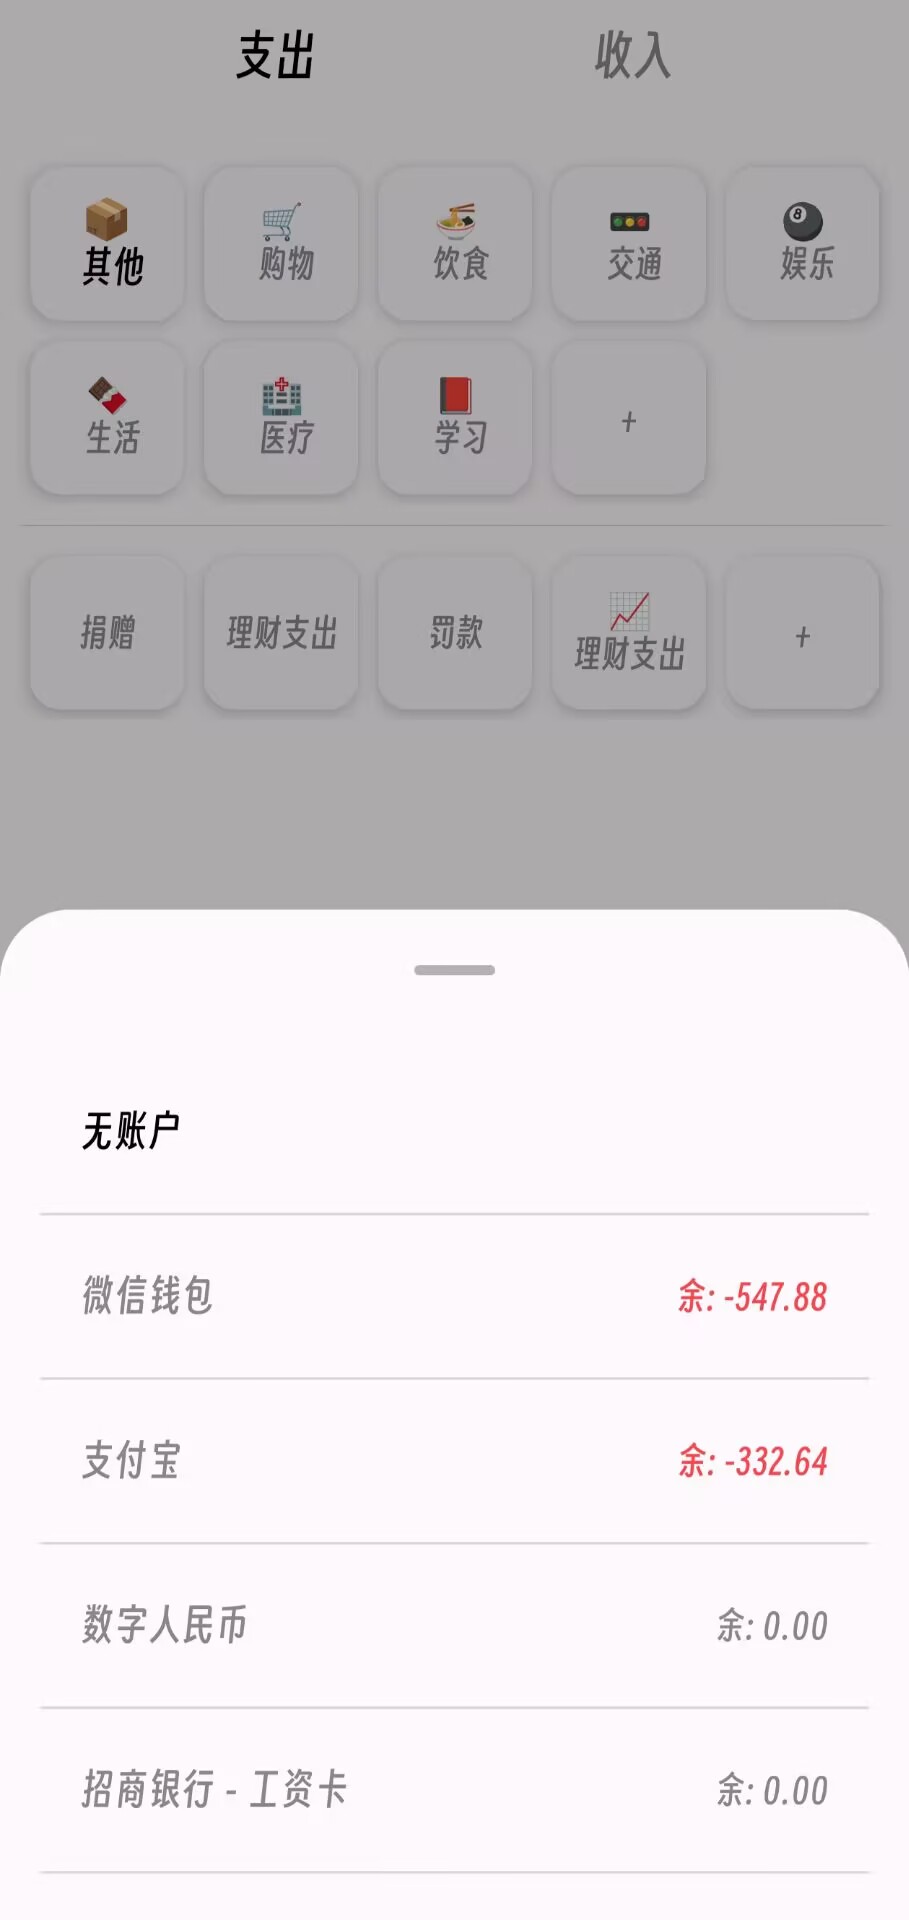 支出 收入
其他 购物 饮食 交通 娱乐
生活 医疗 学习 +
捐赠 理财支出 罚款 理财支出 +
无账户
微信钱包 余: -547.88
支付宝 余: -332.64
数字人民币 余: 0.00
招商银行 - 工资卡 余: 0.00